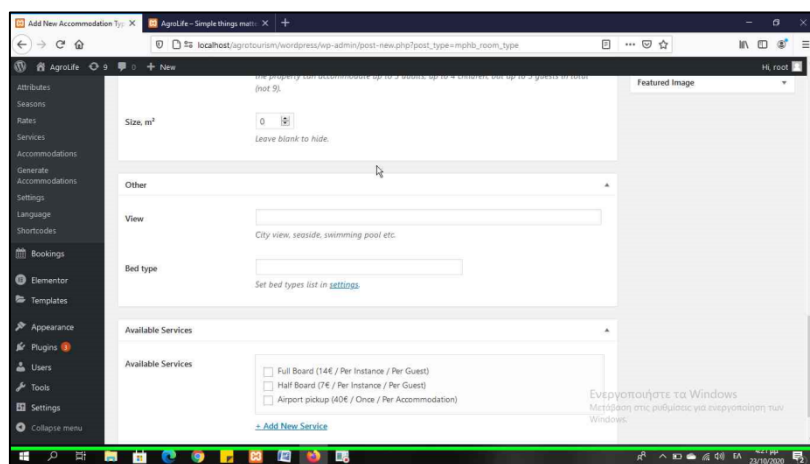 Add New Accommodation Ty
AgroLife – Simple things matt
localhost/agrotourism/wordpress/wp-admin/post-new.php?post_type=mphb_room_type
AgroLife 9 0 + New
Hi, root
Attributes
Seasons
Rates
Services
Accommodations
Generate
Accommodations
Settings
Language
Shortcodes
Bookings
Elementor
Templates
Appearance
Plugins 1
Users
Tools
Settings
Collapse menu
(not 9).
Size, m²
0
Leave blank to hide.
Other
View
City view, seaside, swimming pool etc.
Bed type
Set bed types list in settings.
Available Services
Available Services
Full Board (14€ / Per Instance / Per Guest)
Half Board (7€ / Per Instance / Per Guest)
Airport pickup (40€ / Once / Per Accommodation)
+ Add New Service
Featured Image
Ενεργοποιήστε τα Windows
Μετάβαση στις ρυθμίσεις για ενεργοποίηση των
Windows.
23/10/2020